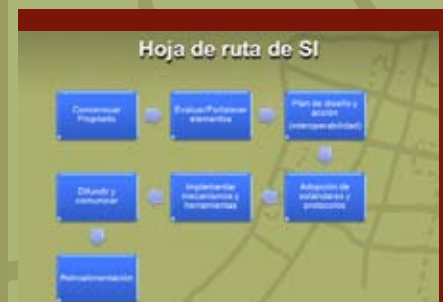 Hoja de ruta de SI
Consensuar
Propósito
Evaluar/Fortalecer
elementos
Plan de diseño y
acción
(interoperabilidad)
Adopción de
estándares y
protocolos
Implementar
mecanismos y
herramientas
Difundir y
comunicar
Retroalimentación